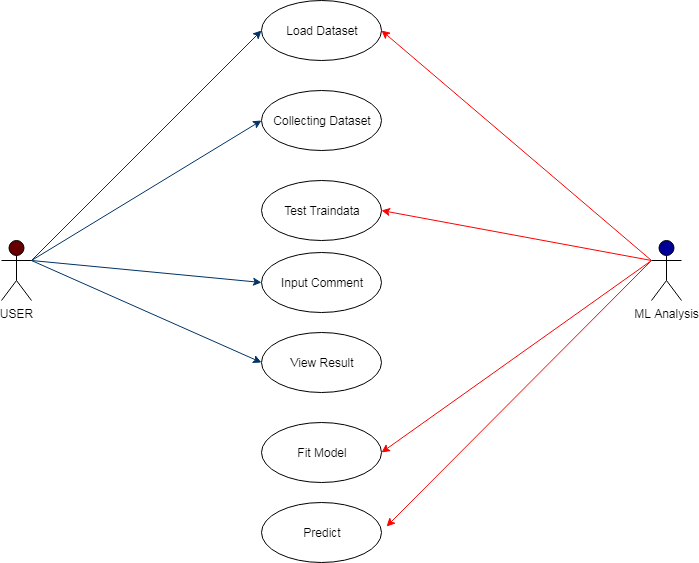 Load Dataset
Collecting Dataset
Test Traindata
Input Comment
USER
ML Analysis
View Result
Fit Model
Predict